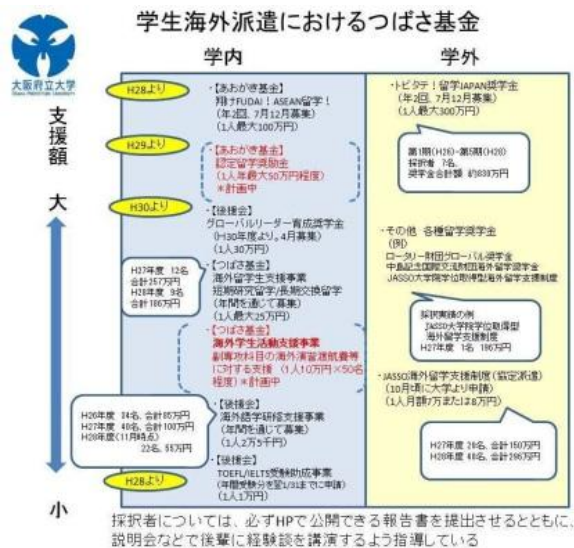 学生海外派遣におけるつばさ基金
大阪府立大学
学内
学外
支援額
大
小
H28より
・【あおがき基金】
翔けFUDAI!ASEAN留学!
(年2回、7月12月募集)
(1人最大100万円)
H29より
・【あおがき基金】
認定留学奨励金
(1人年最大50万円程度)
*計画中
H30より
・【後援会】
グローバルリーダー育成奨学金
(H30年度より、4月募集)
(1人30万円)
H27年度 12名
合計257万円
H28年度 9名
合計186万円
・【つばさ基金】
海外留学生支援事業
短期研究留学/長期交換留学
(年間を通じて募集)
(1人最大25万円)
・【つばさ基金】
海外学生活動支援事業
副専攻科目の海外演習渡航費等
に対する支援 (1人10万円×50名
程度)*計画中
H26年度 34名、合計85万円
H27年度 40名、合計100万円
H28年度(11月時点)
22名、55万円
・【後援会】
海外語学研修支援事業
(年間を通じて募集)
(1人2万5千円)
H28より
・【後援会】
TOEFL/IELTS受験助成事業
(年間受験分を翌1/31までに申請)
(1人1万円)
・トビタテ!留学JAPAN奨学金
(年2回、7月12月募集)
(1人最大300万円)
第1期(H26)-第5期(H28)
採択者 7名、
奨学金合計額 約838万円
・その他 各種留学奨学金
(例)
ロータリー財団グローバル奨学金
中島記念国際交流財団海外留学奨学金
JASSO大学院学位取得型海外留学支援制度
採択実績の例
JASSO大学院学位取得型
海外留学支援制度
H27年度 1名 196万円
・JASSO海外留学支援制度(協定派遣)
(10月頃に大学より申請)
(1人月額7万または8万円)
H27年度 20名、合計150万円
H28年度 40名、合計296万円
採択者については、必ずHPで公開できる報告書を提出させるとともに、
説明会などで後輩に経験談を講演するよう指導している